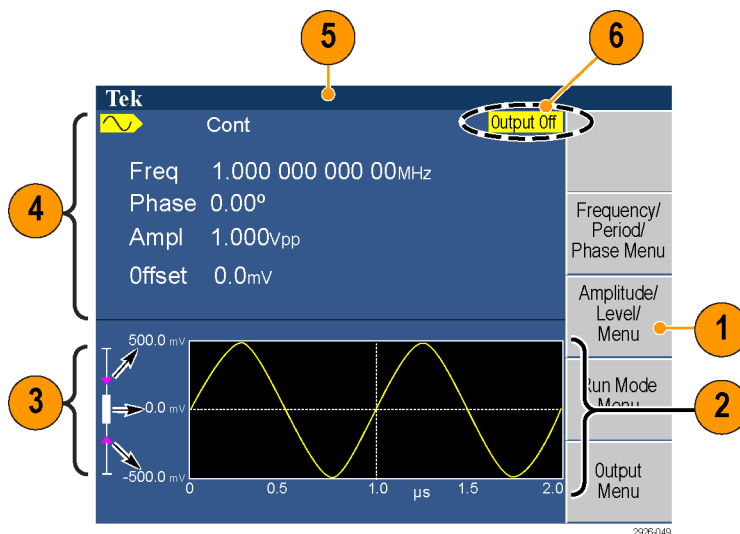 5
6
Tek
Cont
Output Off
Freq 1.000 000 000 00MHz
Phase 0.00º
Ampl 1.000Vpp
Offset 0.0mV
4
Frequency/
Period/
Phase Menu
Amplitude/
Level/
Menu
1
Run Mode
Menu
2
Output
Menu
3
500.0 mV
0.0 mV
-500.0 mV
0 0.5 1.0 µs 1.5 2.0
2926-049